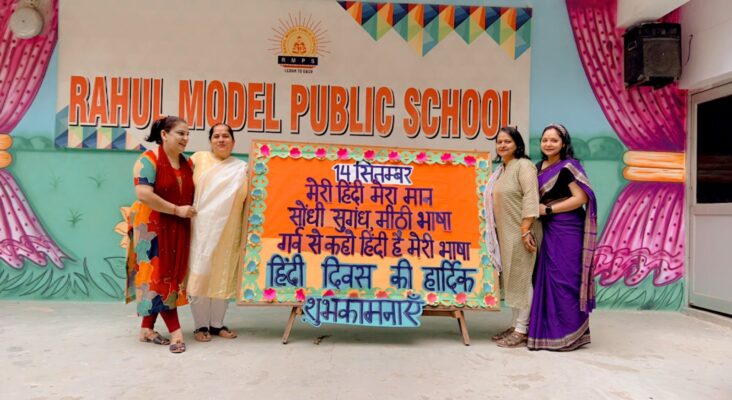 RMPS
LEARN TO GROW
RAHUL MODEL PUBLIC SCHOOL
14 सितम्बर
मेरी हिंदी मेरा मान
सोंधी सुगंध, मीठी भाषा
गर्व से कहो हिंदी है मेरी भाषा
हिंदी दिवस की हार्दिक
शुभकामनाएँ